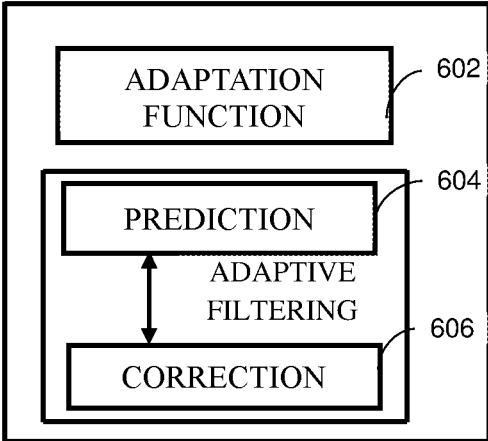 ADAPTATION
FUNCTION
602
604
PREDICTION
ADAPTIVE
FILTERING
606
CORRECTION